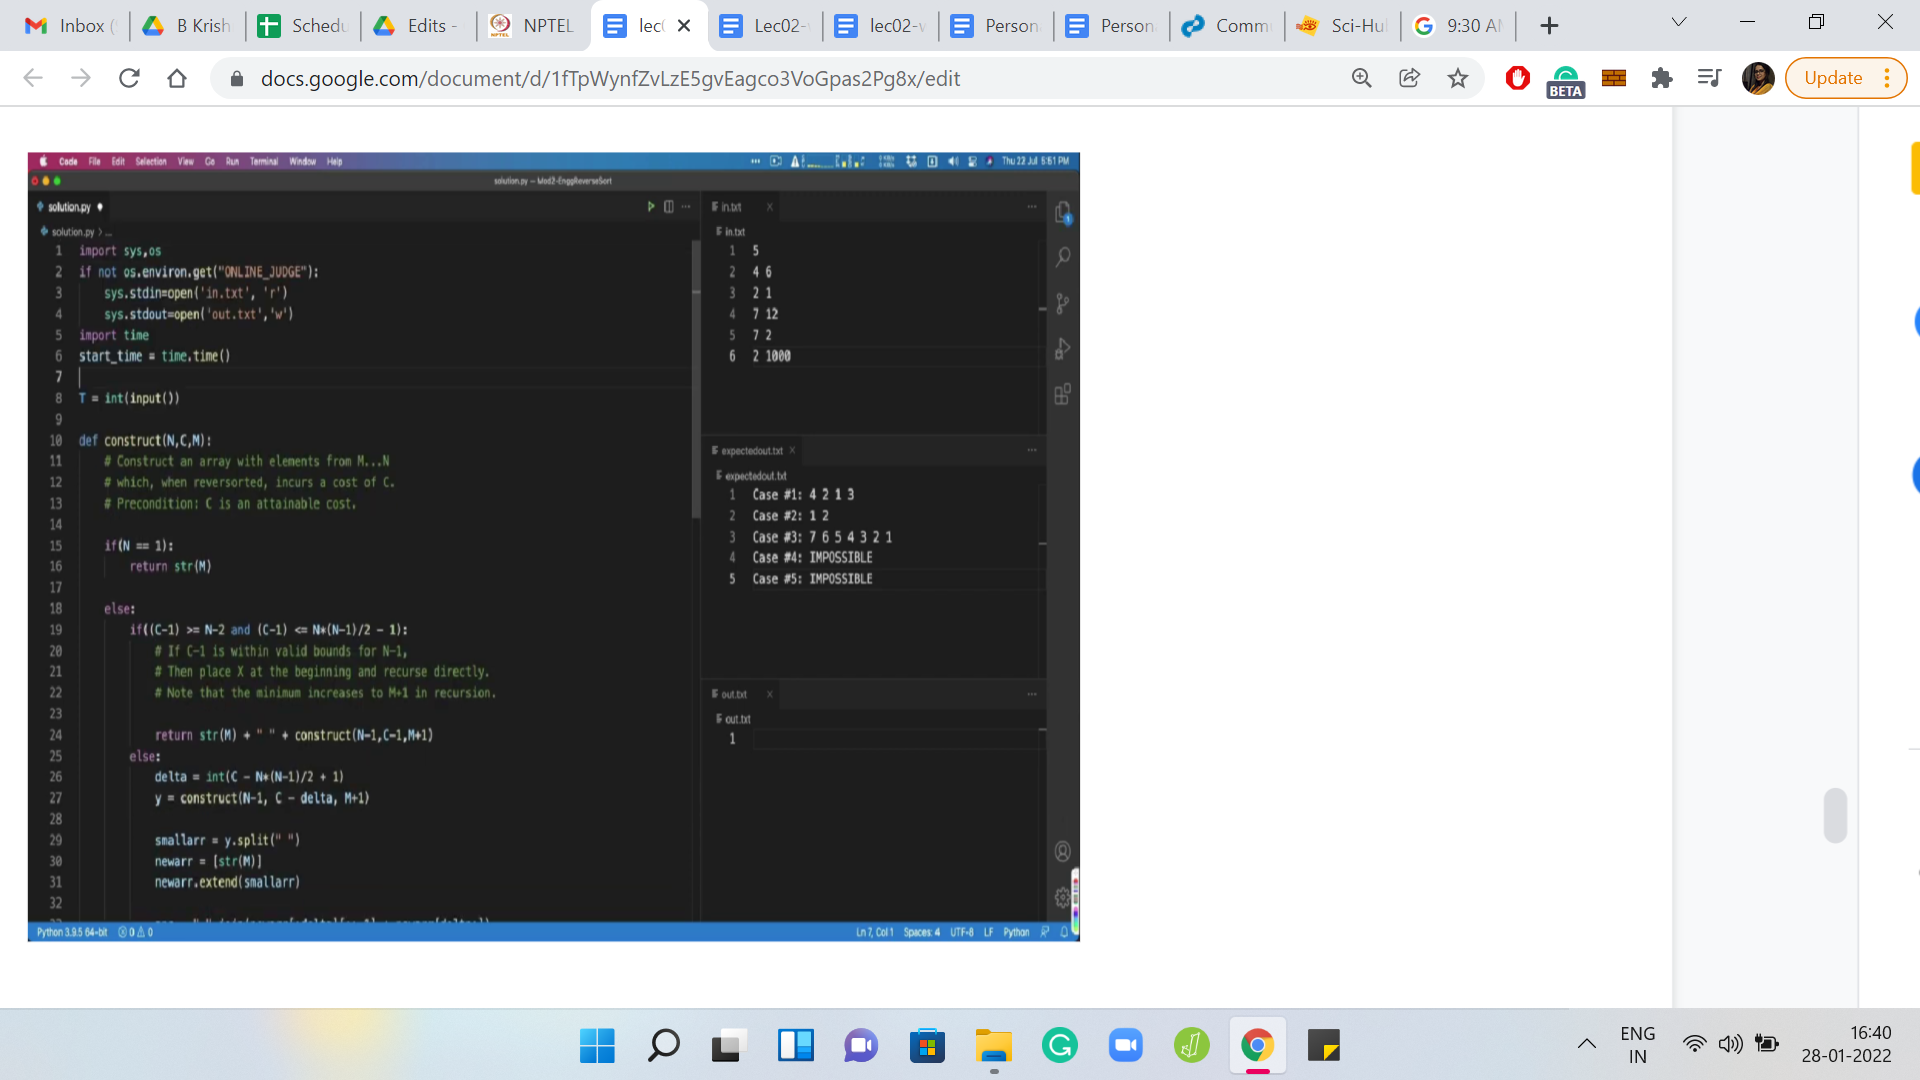 Inbox (
B Krish
Schedu
Edits -
NPTEL
lec
Lec02-
lec02-v
Person
Person
Comm
Sci-Hul
9:30 A
docs.google.com/document/d/1fTpWynfZvLzE5gvEagco3VoGpas2Pg8x/edit
BETA
Update
Code File Edit Selection View Go Run Terminal Window Help
Thu 22 Jul 5:51 PM
solution.py — Mod2-EnggReverseSort
solution.py
solution.py > ...
1 import sys,os
2 if not os.environ.get("ONLINE_JUDGE"):
3 sys.stdin=open('in.txt', 'r')
4 sys.stdout=open('out.txt','w')
5 import time
6 start_time = time.time()
7
8 T = int(input())
9
10 def construct(N,C,M):
11 # Construct an array with elements from M...N
12 # which, when reversorted, incurs a cost of C.
13 # Precondition: C is an attainable cost.
14
15 if(N == 1):
16 return str(M)
17
18 else:
19 if((C-1) >= N-2 and (C-1) <= N*(N-1)/2 - 1):
20 # If C-1 is within valid bounds for N-1,
21 # Then place X at the beginning and recurse directly.
22 # Note that the minimum increases to M+1 in recursion.
23
24 return str(M) + " " + construct(N-1,C-1,M+1)
25 else:
26 delta = int(C - N*(N-1)/2 + 1)
27 y = construct(N-1, C - delta, M+1)
28
29 smallarr = y.split(" ")
30 newarr = [str(M)]
31 newarr.extend(smallarr)
32
in.txt
in.txt
1 5
2 4 6
3 2 1
4 7 12
5 7 2
6 2 1000
expectedout.txt
expectedout.txt
1 Case #1: 4 2 1 3
2 Case #2: 1 2
3 Case #3: 7 6 5 4 3 2 1
4 Case #4: IMPOSSIBLE
5 Case #5: IMPOSSIBLE
out.txt
out.txt
1
1
Python 3.9.5 64-bit 0 0
Ln 7, Col 1 Spaces: 4 UTF-8 LF Python
ENG
IN
16:40
28-01-2022